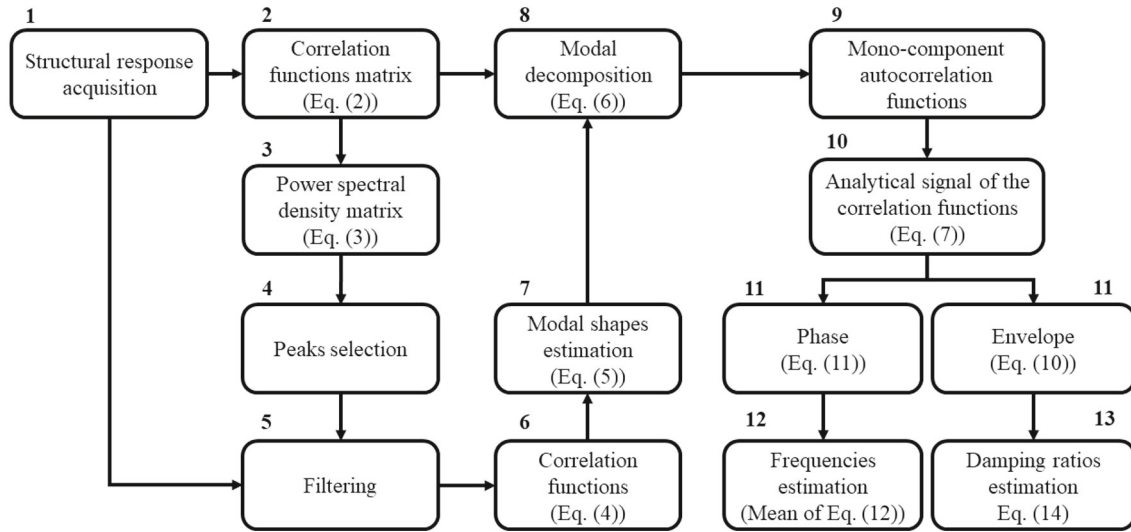 1
Structural response
acquisition
2
Correlation
functions matrix
(Eq. (2))
3
Power spectral
density matrix
(Eq. (3))
4
Peaks selection
5
Filtering
6
Correlation
functions
(Eq. (4))
7
Modal shapes
estimation
(Eq. (5))
8
Modal
decomposition
(Eq. (6))
9
Mono-component
autocorrelation
functions
10
Analytical signal of the
correlation functions
(Eq. (7))
11
Phase
(Eq. (11))
11
Envelope
(Eq. (10))
12
Frequencies
estimation
(Mean of Eq. (12))
13
Damping ratios
estimation
Eq. (14)